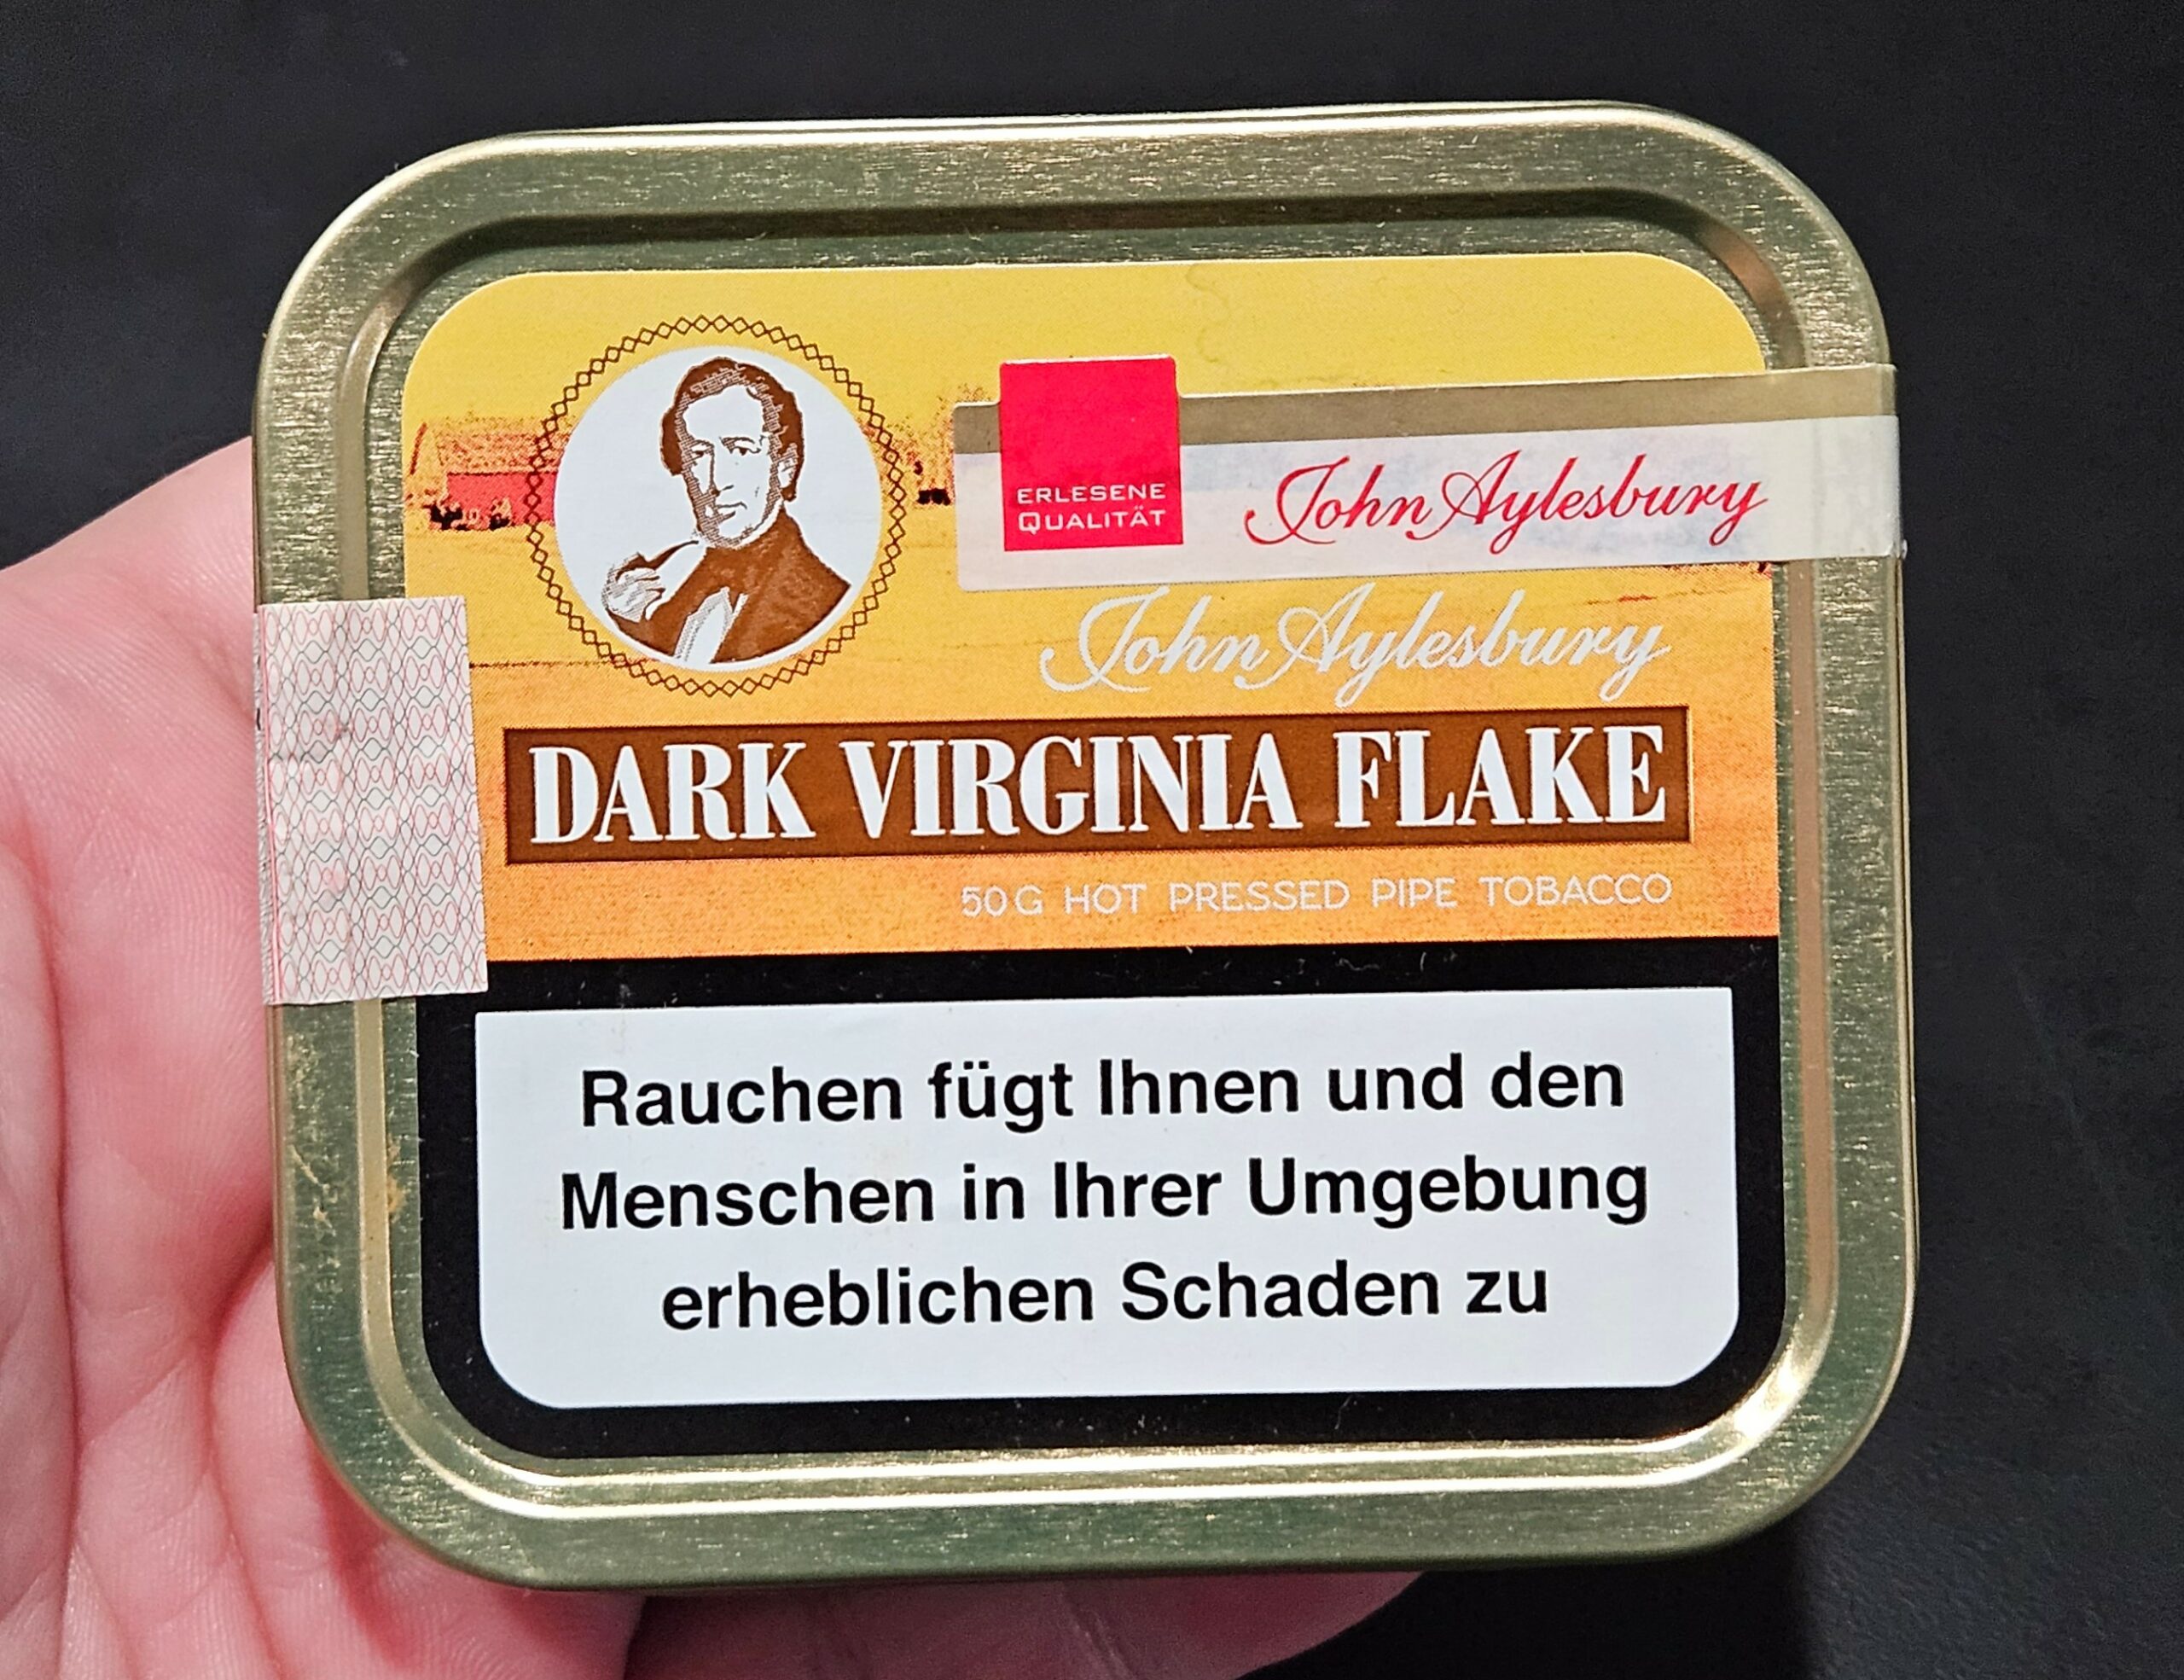 ERLESENE
QUALITÄT
John Aylesbury
John Aylesbury
DARK VIRGINIA FLAKE
50G HOT PRESSED PIPE TOBACCO
Rauchen fügt Ihnen und den
Menschen in Ihrer Umgebung
erheblichen Schaden zu